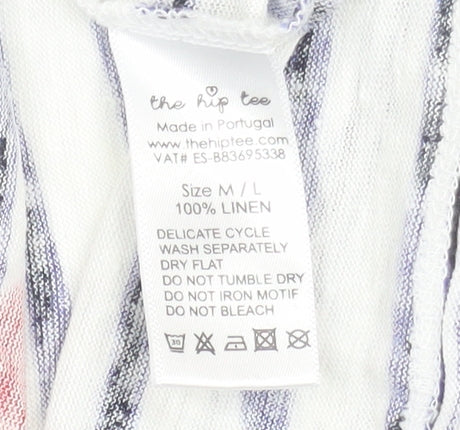 the hip tee
Made in Portugal
www.thehiptee.com
VAT# ES-883695338
Size M / L
100% LINEN
DELICATE CYCLE
WASH SEPARATELY
DRY FLAT
DO NOT TUMBLE DRY
DO NOT IRON MOTIF
DO NOT BLEACH
30